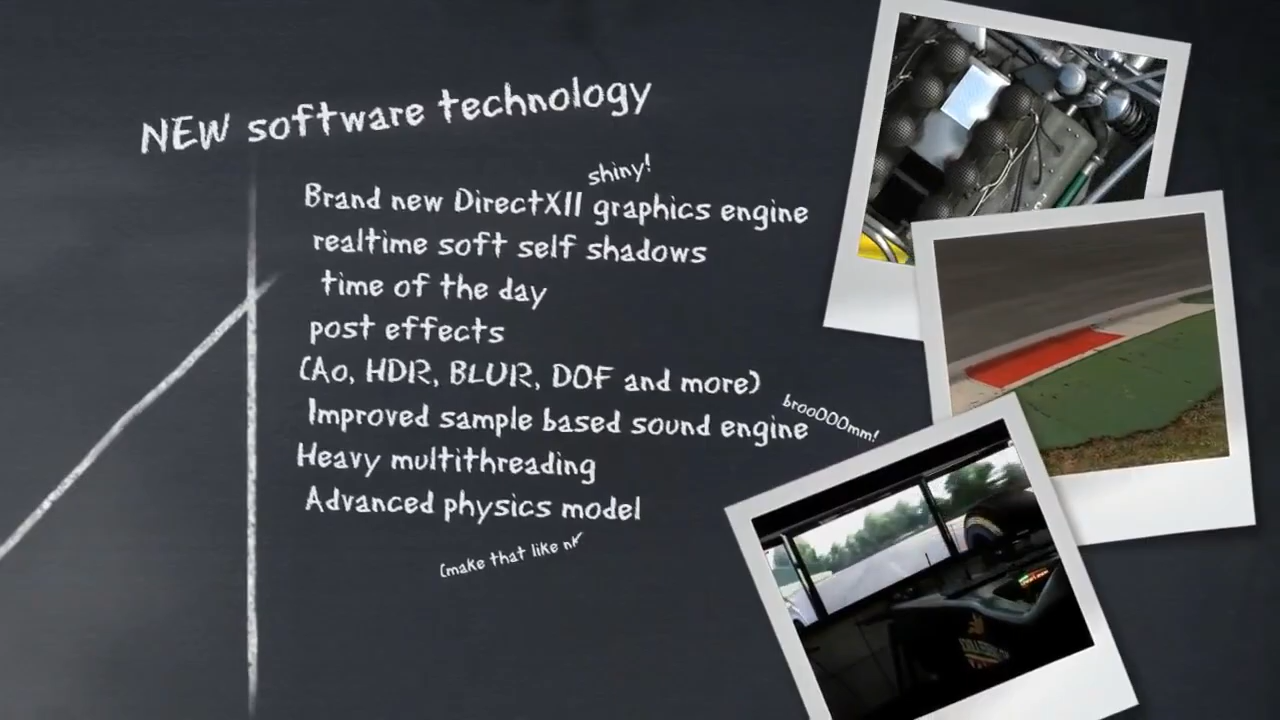 NEW software technology
shiny!
Brand new DirectX11 graphics engine
realtime soft self shadows
time of the day
post effects
(Ao, HDR, BLUR, DOF and more)
brooOOOmm!
Improved sample based sound engine
Heavy multithreading
Advanced physics model
(make that like